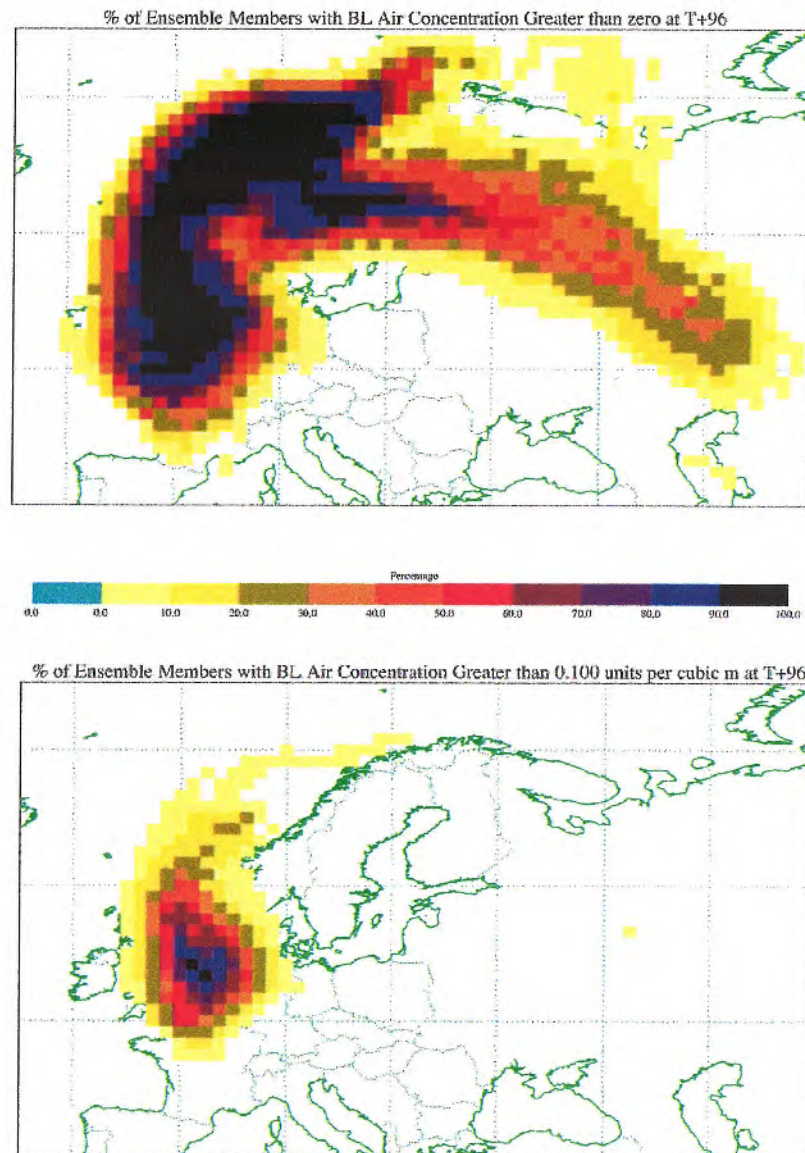 % of Ensemble Members with BL Air Concentration Greater than zero at T+96
Percentage
0.0 0.0 10.0 20.0 30.0 40.0 50.0 60.0 70.0 80.0 90.0 100.0
% of Ensemble Members with BL Air Concentration Greater than 0.100 units per cubic m at T+96